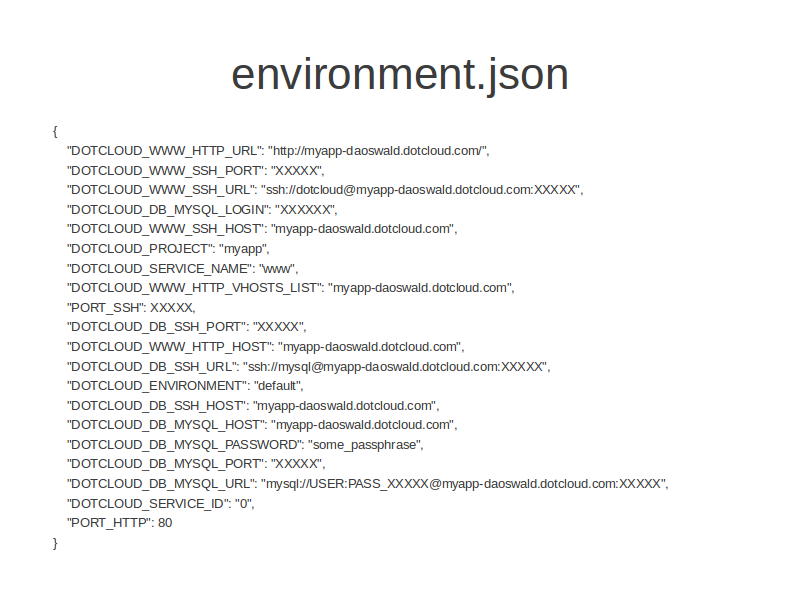 environment.json
{
"DOTCLOUD_WWW_HTTP_URL": "http://myapp-daoswald.dotcloud.com/",
"DOTCLOUD_WWW_SSH_PORT": "XXXXX",
"DOTCLOUD_WWW_SSH_URL": "ssh://dotcloud@myapp-daoswald.dotcloud.com:XXXXX",
"DOTCLOUD_DB_MYSQL_LOGIN": "XXXXXX",
"DOTCLOUD_WWW_SSH_HOST": "myapp-daoswald.dotcloud.com",
"DOTCLOUD_PROJECT": "myapp",
"DOTCLOUD_SERVICE_NAME": "www",
"DOTCLOUD_WWW_HTTP_VHOSTS_LIST": "myapp-daoswald.dotcloud.com",
"PORT_SSH": XXXXX,
"DOTCLOUD_DB_SSH_PORT": "XXXXX",
"DOTCLOUD_WWW_HTTP_HOST": "myapp-daoswald.dotcloud.com",
"DOTCLOUD_DB_SSH_URL": "ssh://mysql@myapp-daoswald.dotcloud.com:XXXXX",
"DOTCLOUD_ENVIRONMENT": "default",
"DOTCLOUD_DB_SSH_HOST": "myapp-daoswald.dotcloud.com",
"DOTCLOUD_DB_MYSQL_HOST": "myapp-daoswald.dotcloud.com",
"DOTCLOUD_DB_MYSQL_PASSWORD": "some_passphrase",
"DOTCLOUD_DB_MYSQL_PORT": "XXXXX",
"DOTCLOUD_DB_MYSQL_URL": "mysql://USER:PASS_XXXXX@myapp-daoswald.dotcloud.com:XXXXX",
"DOTCLOUD_SERVICE_ID": "0",
"PORT_HTTP": 80
}